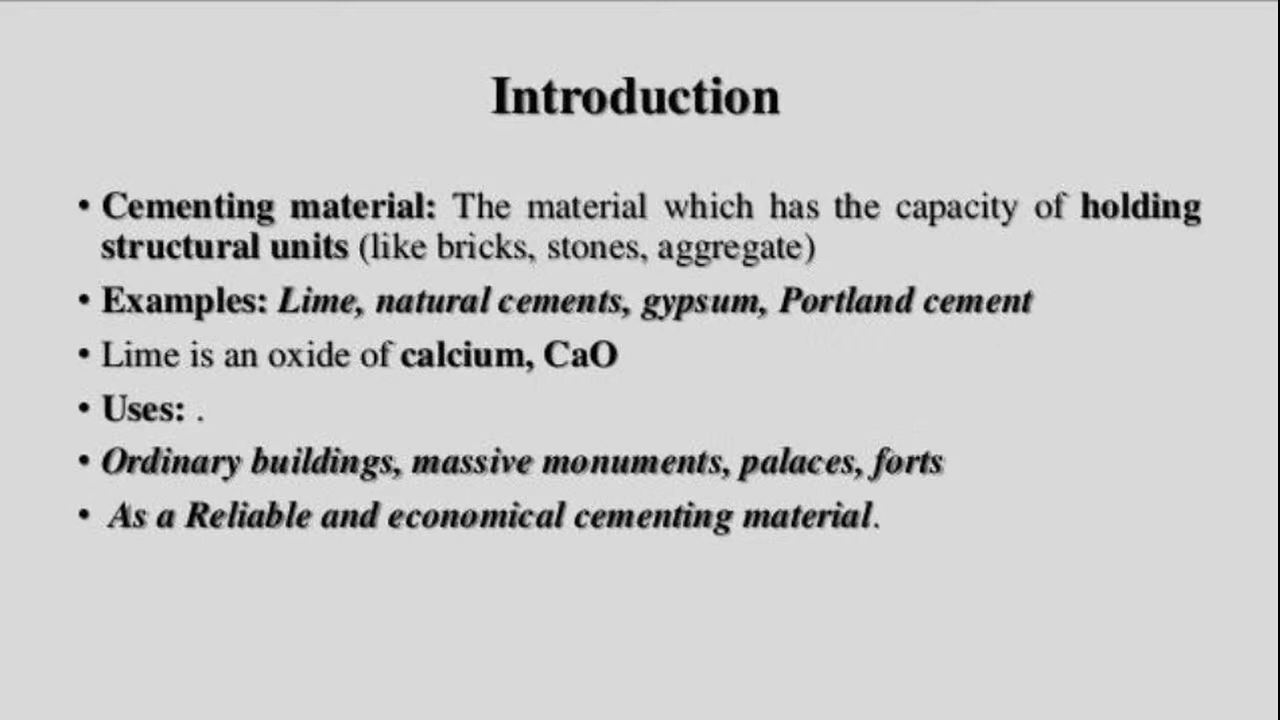 Introduction
• Cementing material: The material which has the capacity of holding
structural units (like bricks, stones, aggregate)
• Examples: Lime, natural cements, gypsum, Portland cement
• Lime is an oxide of calcium, CaO
• Uses: .
• Ordinary buildings, massive monuments, palaces, forts
• As a Reliable and economical cementing material.